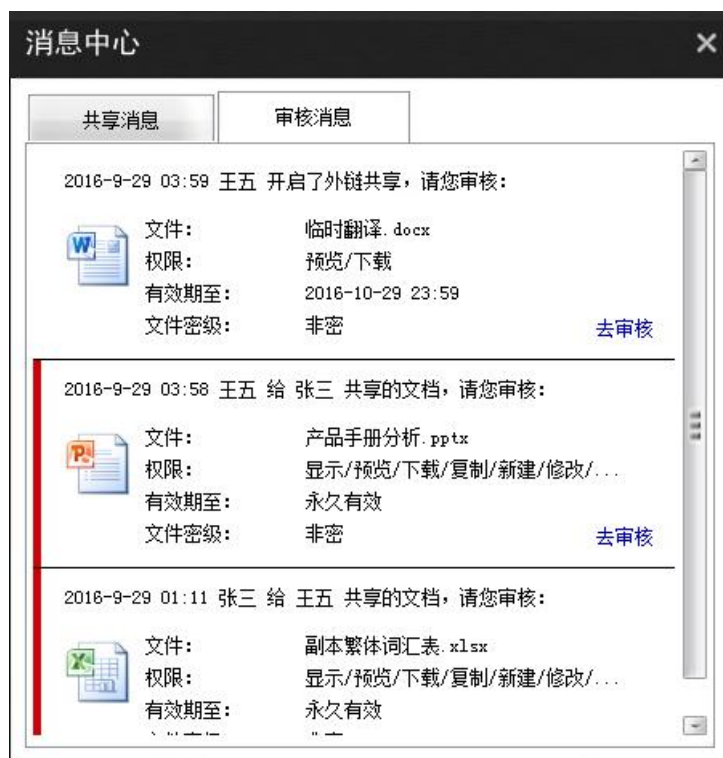 消息中心
共享消息 审核消息
2016-9-29 03:59 王五 开启了外链共享，请您审核：
文件： 临时翻译.docx
权限： 预览/下载
有效期至： 2016-10-29 23:59
文件密级： 非密 去审核
2016-9-29 03:58 王五 给 张三 共享的文档，请您审核：
文件： 产品手册分析.pptx
权限： 显示/预览/下载/复制/新建/修改/...
有效期至： 永久有效
文件密级： 非密 去审核
2016-9-29 01:11 张三 给 王五 共享的文档，请您审核：
文件： 副本繁体词汇表.xlsx
权限： 显示/预览/下载/复制/新建/修改/...
有效期至： 永久有效